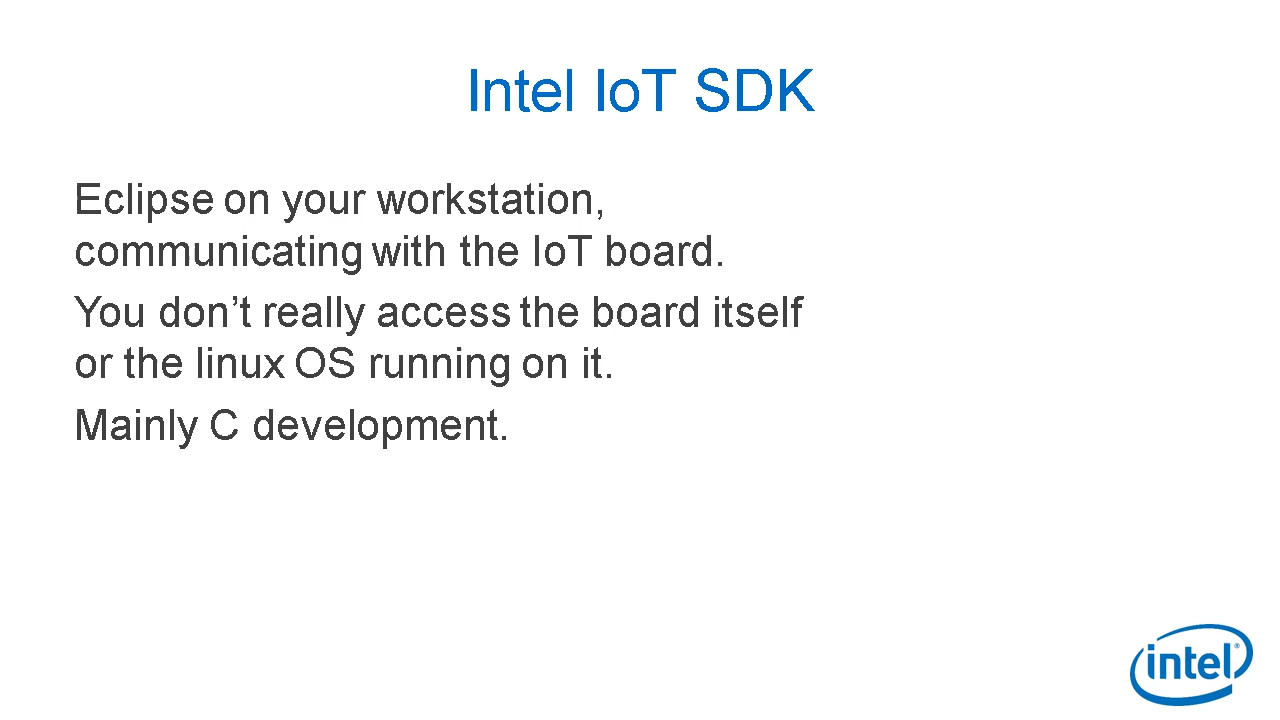 Intel IoT SDK
Eclipse on your workstation,
communicating with the IoT board.
You don’t really access the board itself
or the linux OS running on it.
Mainly C development.
intel®